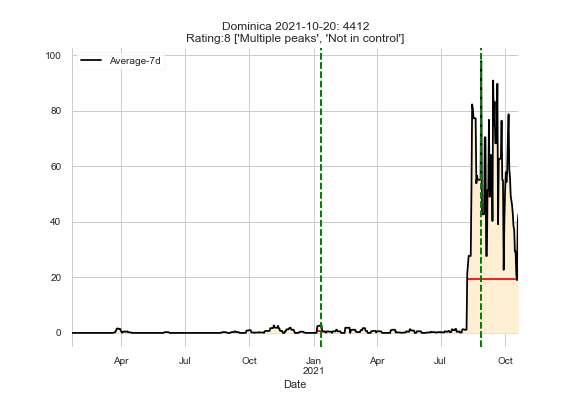 Dominica 2021-10-20: 4412
Rating:8 ['Multiple peaks', 'Not in control']
Average-7d
100
80
60
40
20
0
Apr Jul Oct Jan Apr Jul Oct
2021
Date